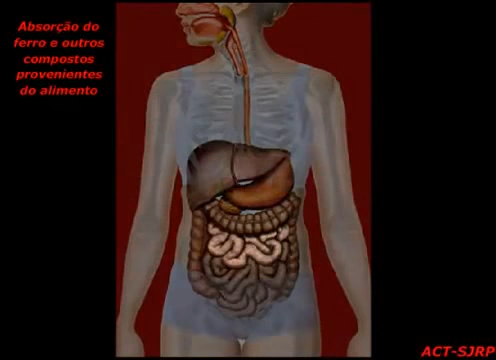 Absorção do
ferro e outros
compostos
provenientes
do alimento
ACT-SJRP